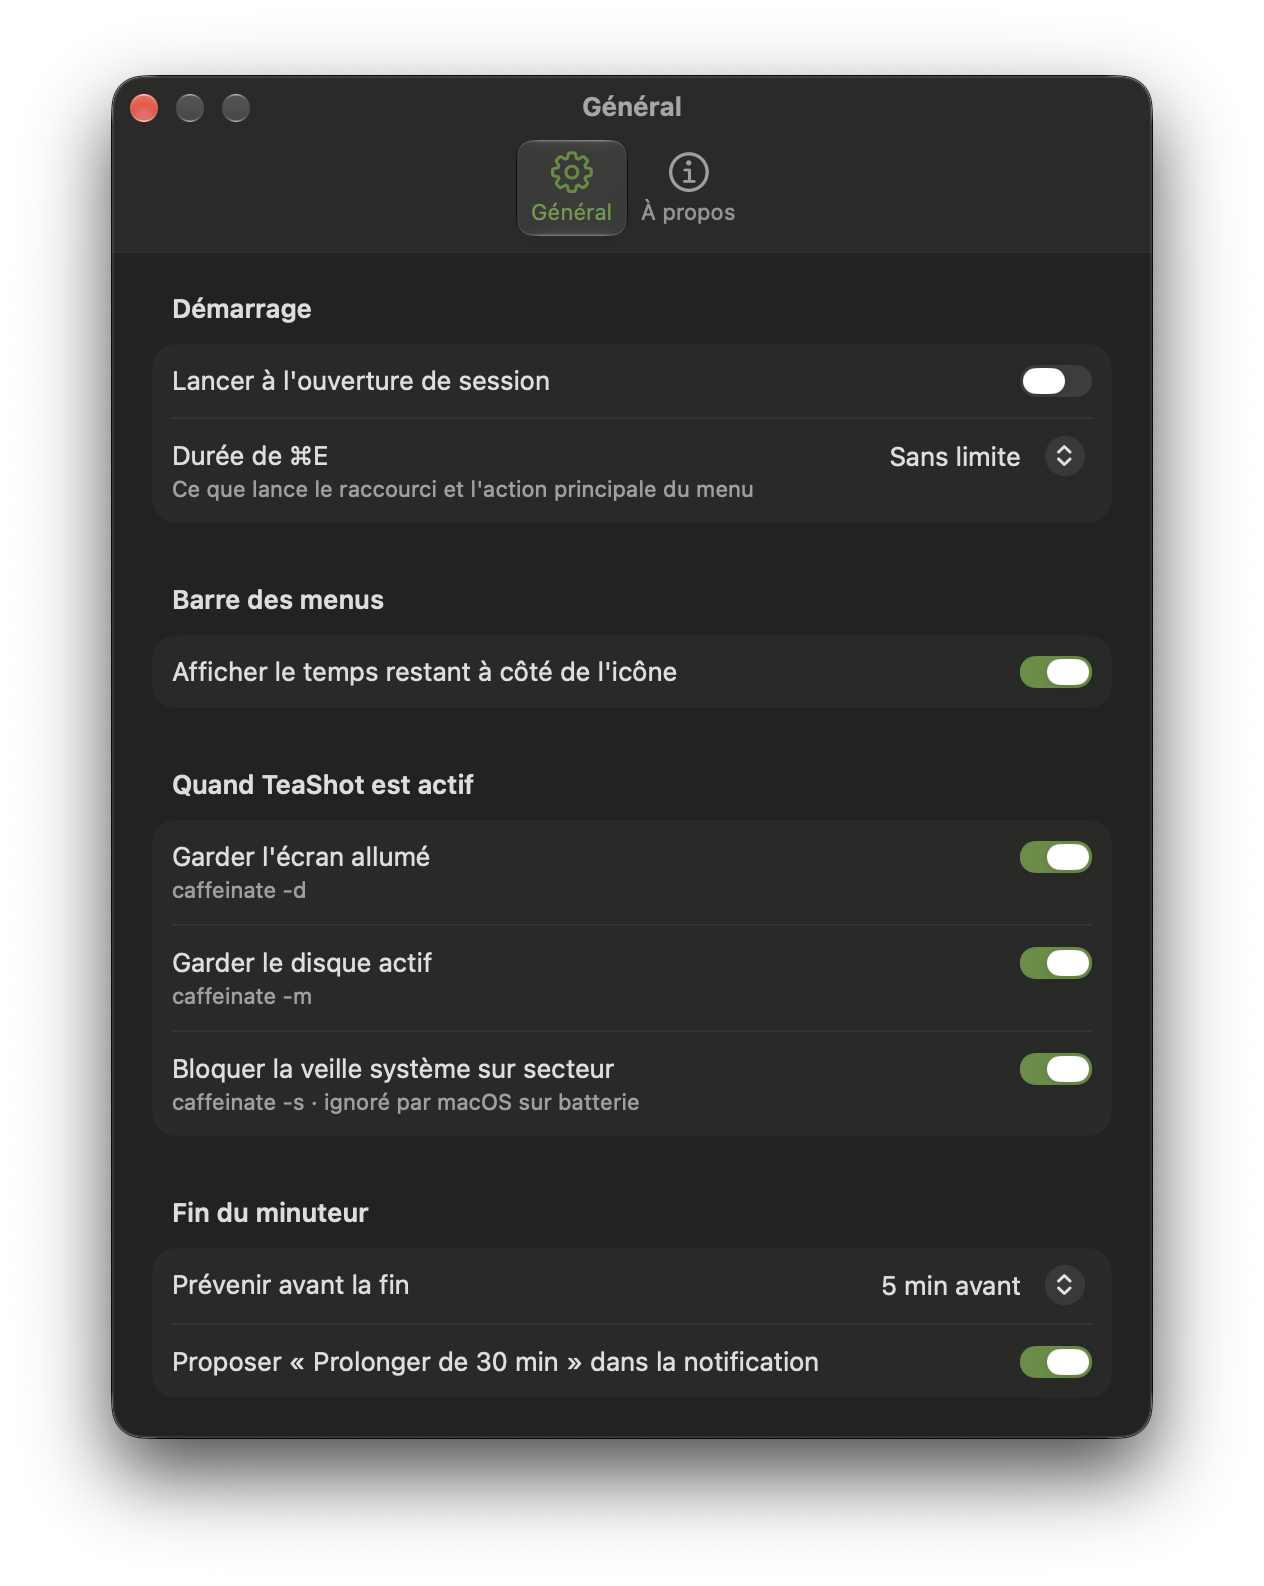 Général
Général
À propos
Démarrage
Lancer à l'ouverture de session
Durée de ⌘E
Sans limite
Ce que lance le raccourci et l'action principale du menu
Barre des menus
Afficher le temps restant à côté de l'icône
Quand TeaShot est actif
Garder l'écran allumé
caffeinate -d
Garder le disque actif
caffeinate -m
Bloquer la veille système sur secteur
caffeinate -s · ignoré par macOS sur batterie
Fin du minuteur
Prévenir avant la fin
5 min avant
Proposer « Prolonger de 30 min » dans la notification